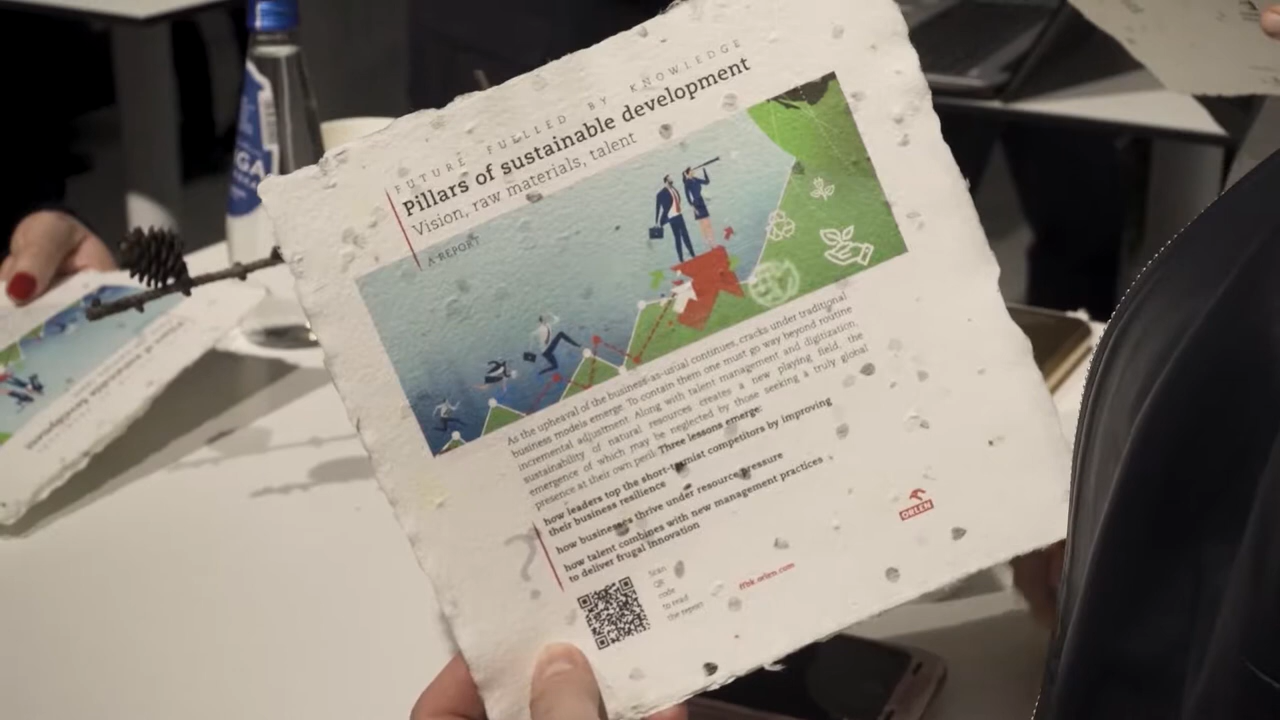 FUTURE FUELLED BY KNOWLEDGE
Pillars of sustainable development
Vision, raw materials, talent
A REPORT
As the upheaval of the business-as-usual continues, cracks under traditional
business models emerge. To contain them one must go way beyond routine
incremental adjustment. Along with talent management and digitization,
sustainability of natural resources creates a new playing field, the
emergence of which may be neglected by those seeking a truly global
presence at their own peril. Three lessons emerge:
how leaders top the short-termist competitors by improving
their business resilience
how businesses thrive under resource pressure
how talent combines with new management practices
to deliver frugal innovation
Scan
QR
code
to read
the report
ffbk.orlen.com
ORLEN